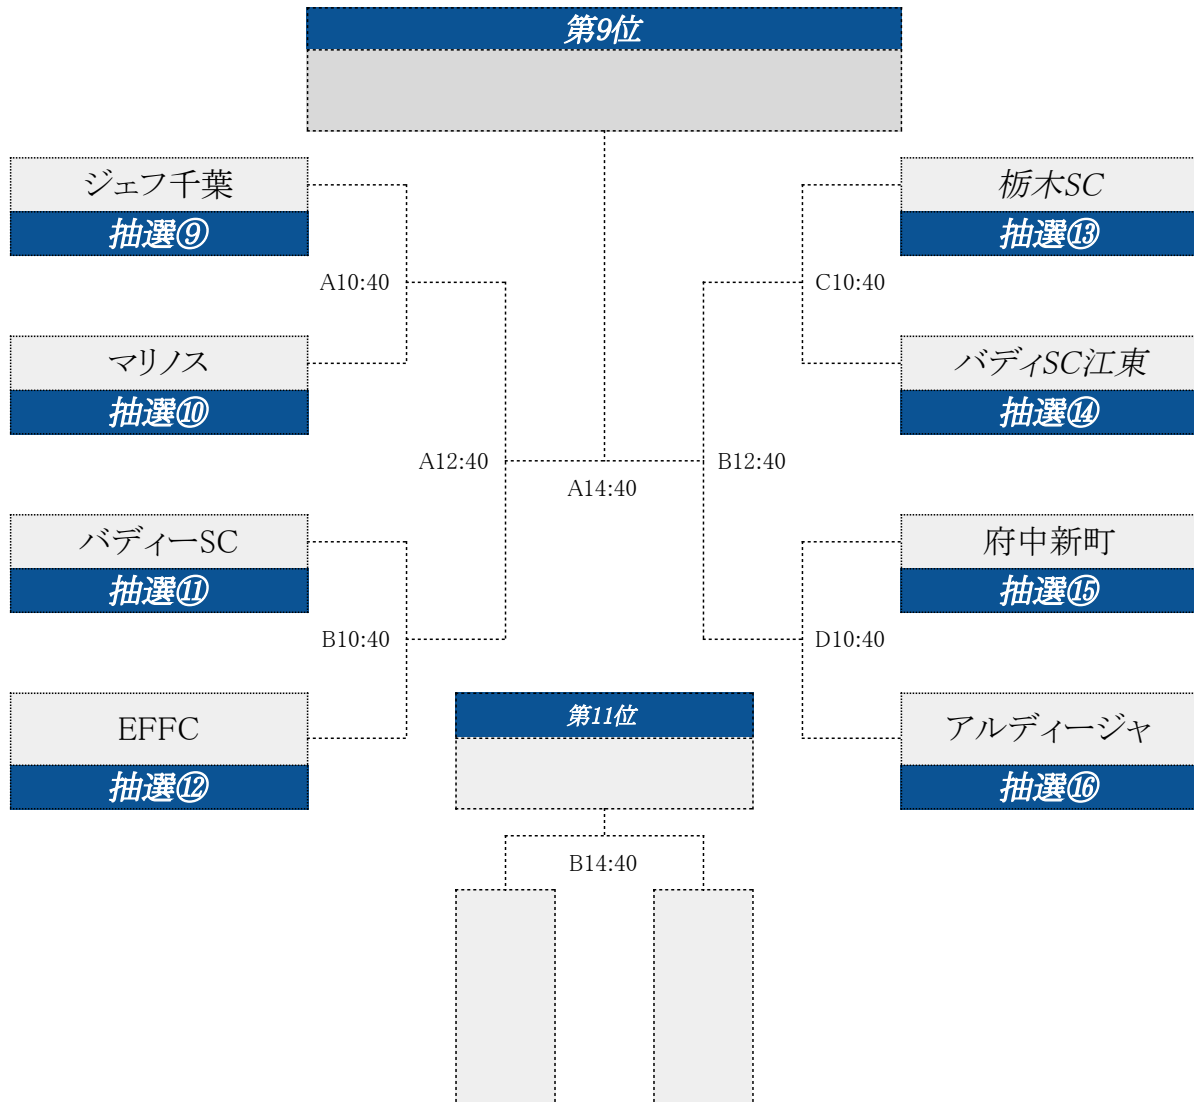 第9位
ジェフ千葉
抽選⑨
A10:40
マリノス
抽選⑩
A12:40
バディーSC
抽選⑪
B10:40
EFFC
抽選⑫
A14:40
栃木SC
抽選⑬
C10:40
バディSC江東
抽選⑭
B12:40
府中新町
抽選⑮
D10:40
アルディージャ
抽選⑯
第11位
B14:40